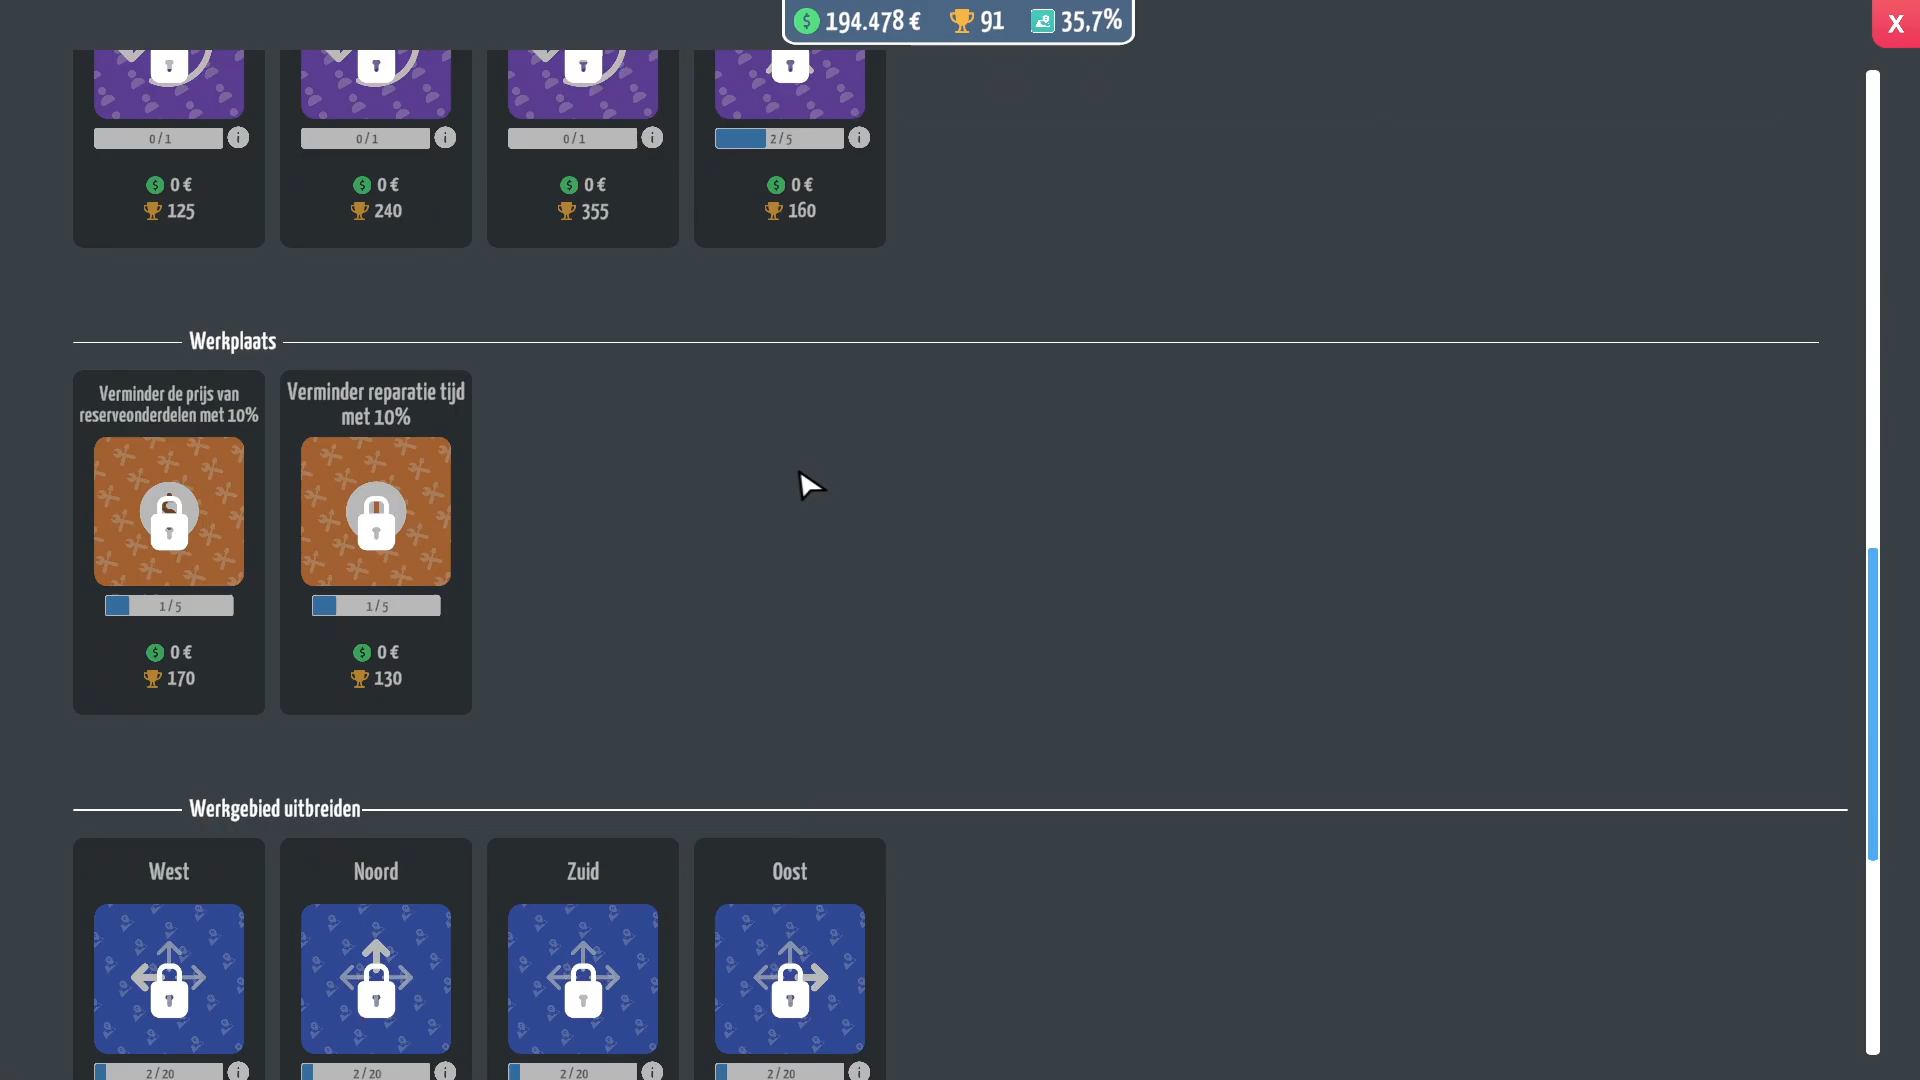 194.478 € 91 35,7%
X
0 / 1 i 0 / 1 i 0 / 1 i 2 / 5 i
$ 0 € $ 0 € $ 0 € $ 0 €
125 240 355 160
Werkplaats
Verminder de prijs van
reserveonderdelen met 10%
Verminder reparatie tijd
met 10%
1 / 5 1 / 5
$ 0 € $ 0 €
170 130
Werkgebied uitbreiden
West Noord Zuid Oost
2 / 20 i 2 / 20 i 2 / 20 i 2 / 20 i